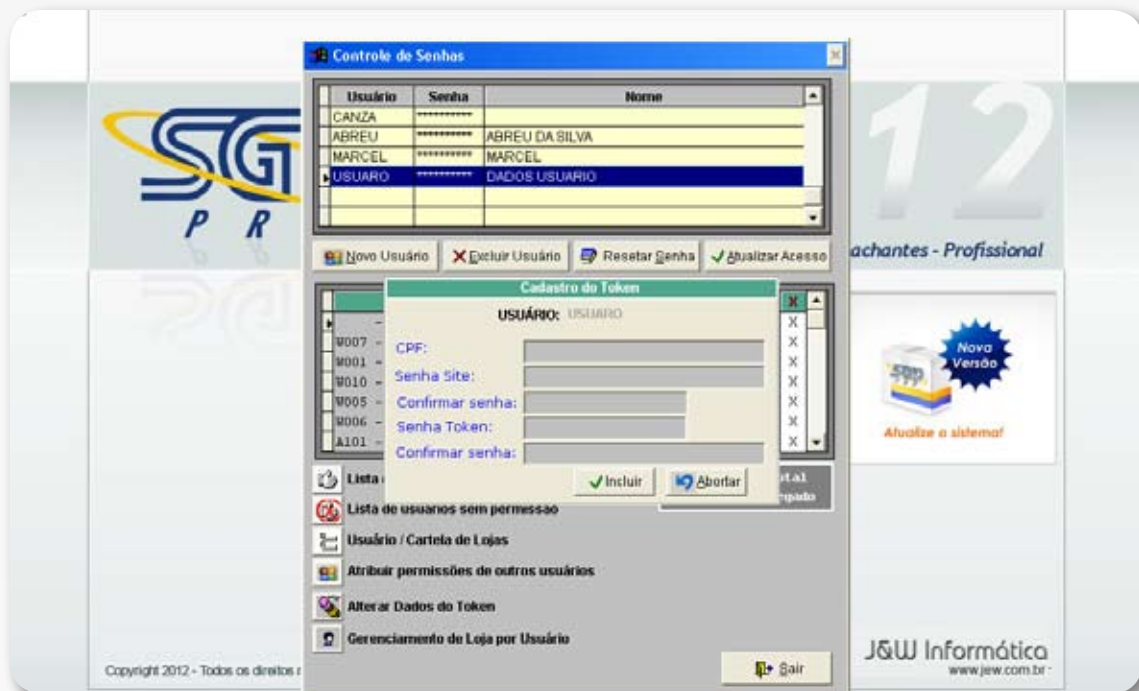 Controle de Senhas
Usuário Senha Nome
CANZA **********
ABREU ********** ABREU DA SILVA
MARCEL ********** MARCEL
USUARO ********** DADOS USUARIO
SG
P R
12
achantes - Profissional
Novo Usuário Excluir Usuário Resetar Senha Atualizar Acesso
Cadastro do Token
X
USUÁRIO: USUARO
- X
W007 - X
W001 - X
W010 - X
W005 - X
W006 - X
A101 - X
CPF:
Senha Site:
Confirmar senha:
Senha Token:
Confirmar senha:
Incluir Abortar
Nova
Versão
Atualize o sistema!
Lista
Lista de usuarios sem permissão
Usuário / Cartela de Lojas
Atribuir permissões de outros usuários
Alterar Dados do Token
Gerenciamento de Loja por Usuário
Sair
Copyright 2012 - Todos os direitos
J&W Informática
www.jew.com.br